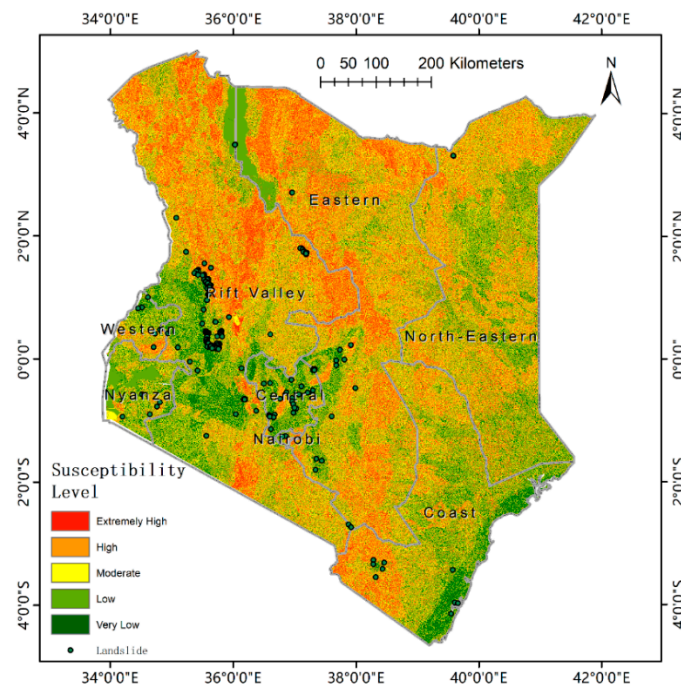 34°0'0"E 36°0'0"E 38°0'0"E 40°0'0"E 42°0'0"E
0 50 100 200 Kilometers
N
4°0'0"N 4°0'0"N
Eastern
2°0'0"N 2°0'0"N
Rift Valley
Western
North-Eastern
0°0'0" 0°0'0"
Nyanza
Central
Nairobi
Susceptibility
Level
2°0'0"S 2°0'0"S
Coast
Extremely High
High
Moderate
Low
4°0'0"S 4°0'0"S
Very Low
Landslide
34°0'0"E 36°0'0"E 38°0'0"E 40°0'0"E 42°0'0"E